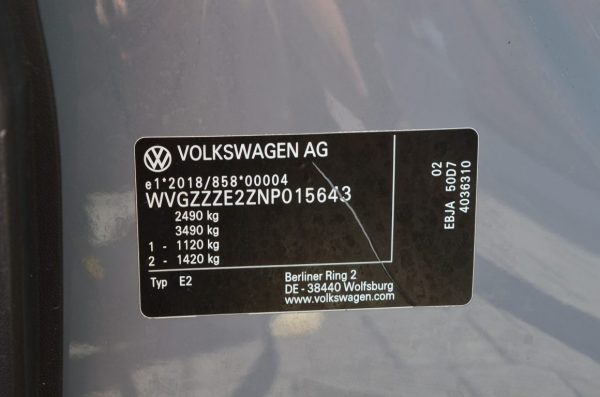 VOLKSWAGEN AG
e1*2018/858*00004
WVGZZZE2ZNP015643
2490 kg
3490 kg
1 - 1120 kg
2 - 1420 kg
Typ E2
Berliner Ring 2
DE - 38440 Wolfsburg
www.volkswagen.com
02
EBJA 50D7
4036310